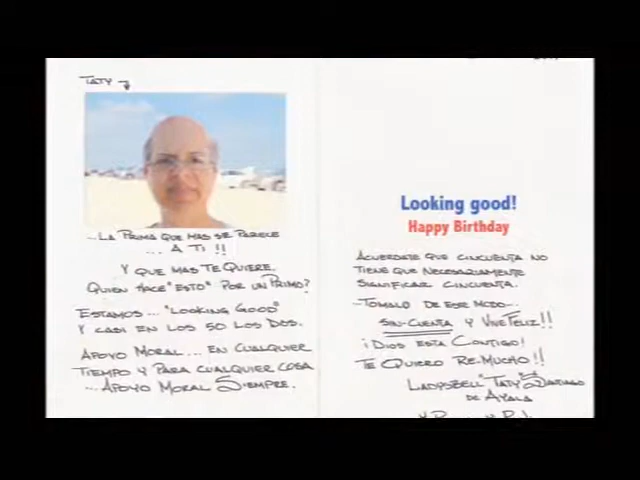 TATY
...LA PRIMA QUE MAS SE PARECE
... A TI !!
Y QUE MAS TE QUIERE.
QUIEN HACE "ESTO" POR UN PRIMO?
ESTAMOS... "LOOKING GOOD"
Y CASI EN LOS 50 LOS DOS.
APOYO MORAL... EN CUALQUIER
TIEMPO Y PARA CUALQUIER COSA
...APOYO MORAL SIEMPRE.
Looking good!
Happy Birthday
ACUERDATE QUE CINCUENTA NO
TIENE QUE NECESARIAMENTE
SIGNIFICAR CINCUENTA.
...TOMALO DE ESE MODO...
SIN-CUENTA Y VIVE FELIZ!!
¡DIOS ESTA CONTIGO!
TE QUIERO RE-MUCHO!!
"TATY" SANTIAGO
DE AYALA